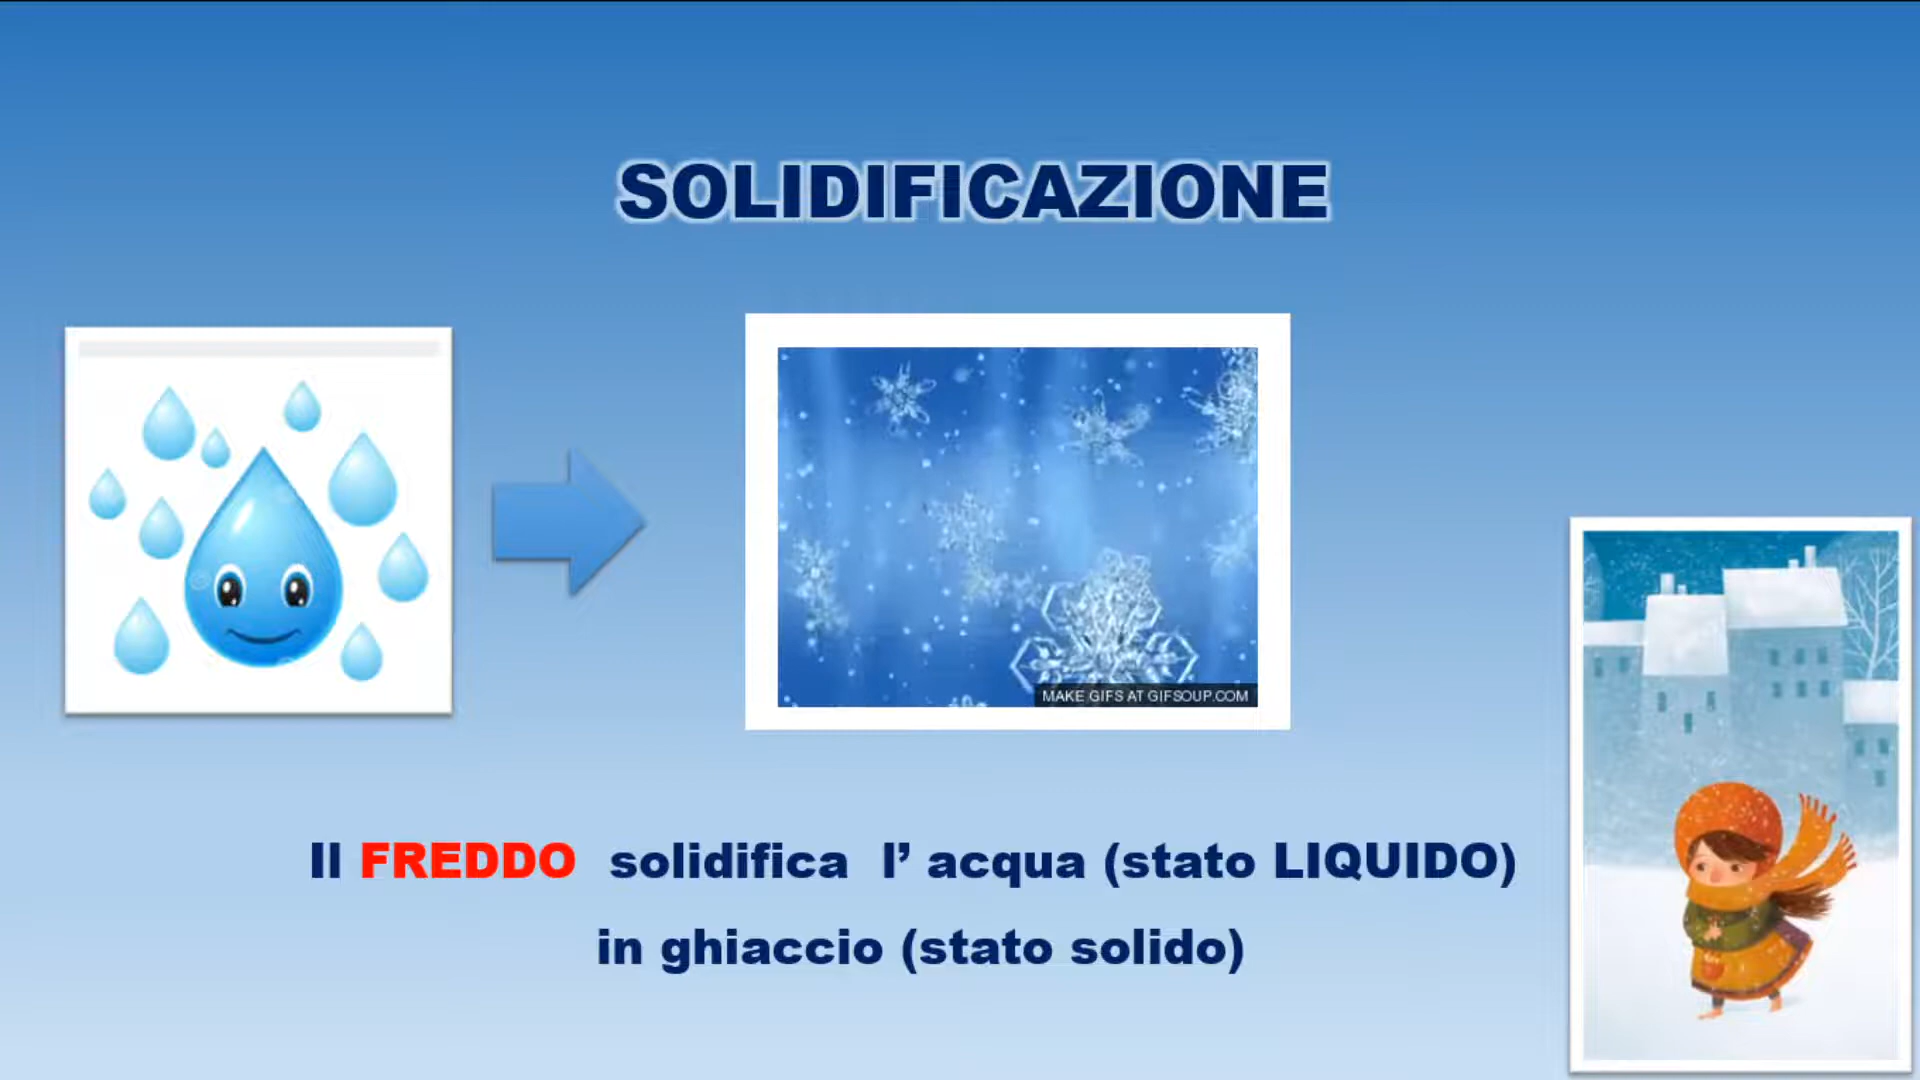 SOLIDIFICAZIONE
MAKE GIFS AT GIFSOUP.COM
Il FREDDO solidifica l’ acqua (stato LIQUIDO)
in ghiaccio (stato solido)